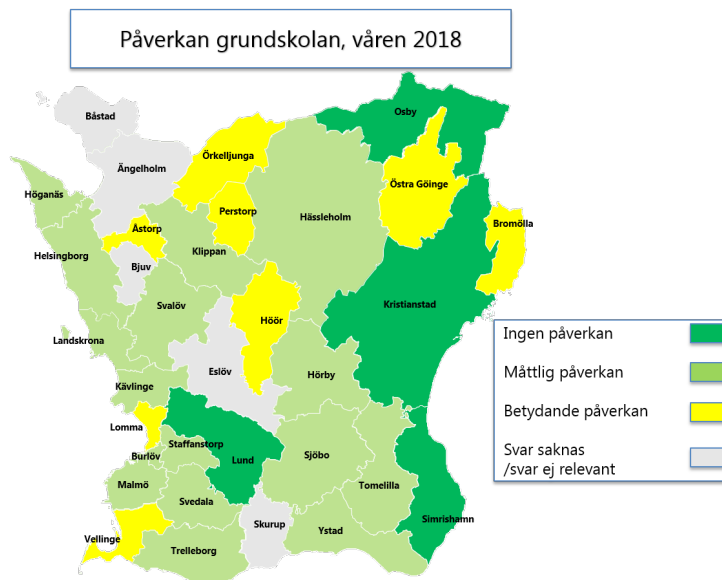 Påverkan grundskolan, våren 2018
Båstad
Osby
Örkelljunga
Ängelholm
Östra Göinge
Höganäs
Perstorp
Hässleholm
Bromölla
Åstorp
Klippan
Helsingborg
Bjuv
Kristianstad
Svalöv
Höör
Landskrona
Eslöv
Hörby
Kävlinge
Lomma
Staffanstorp
Burlöv
Lund
Sjöbo
Malmö
Tomelilla
Svedala
Skurup
Simrishamn
Ystad
Vellinge
Trelleborg
Ingen påverkan
Måttlig påverkan
Betydande påverkan
Svar saknas
/svar ej relevant